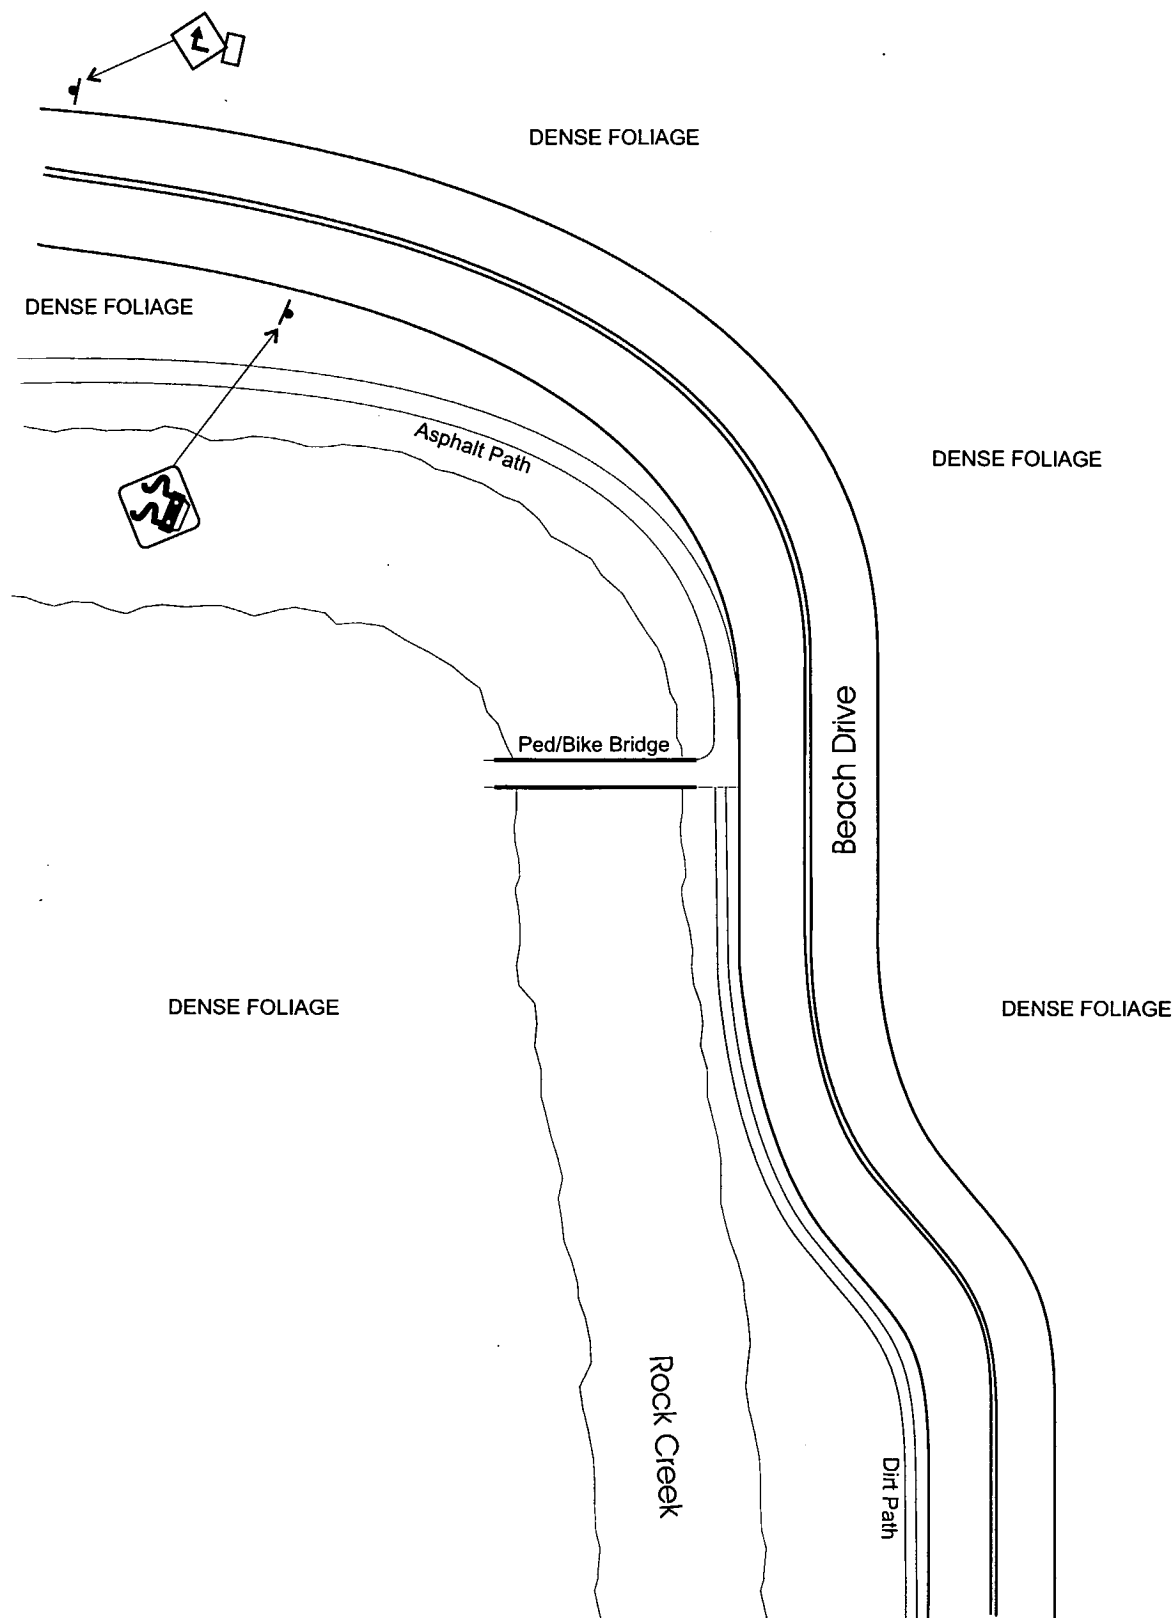 DENSE FOLIAGE
DENSE FOLIAGE
Asphalt Path
DENSE FOLIAGE
Ped/Bike Bridge
Beach Drive
DENSE FOLIAGE
DENSE FOLIAGE
Rock Creek
Dirt Path